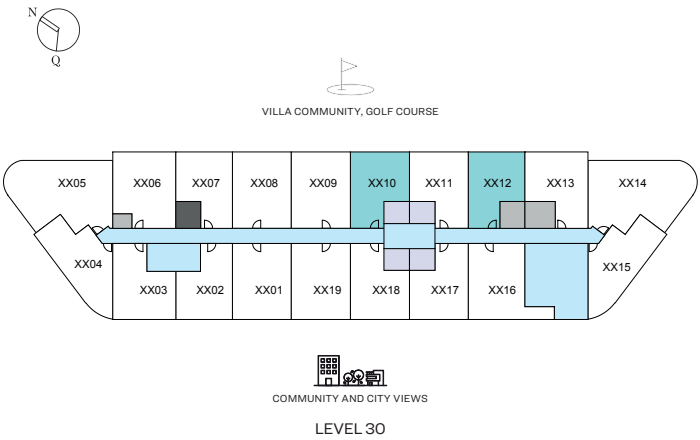 N
Q
VILLA COMMUNITY, GOLF COURSE
XX05 XX06 XX07 XX08 XX09 XX10 XX11 XX12 XX13 XX14
XX04 XX03 XX02 XX01 XX19 XX18 XX17 XX16 XX15
COMMUNITY AND CITY VIEWS
LEVEL 30